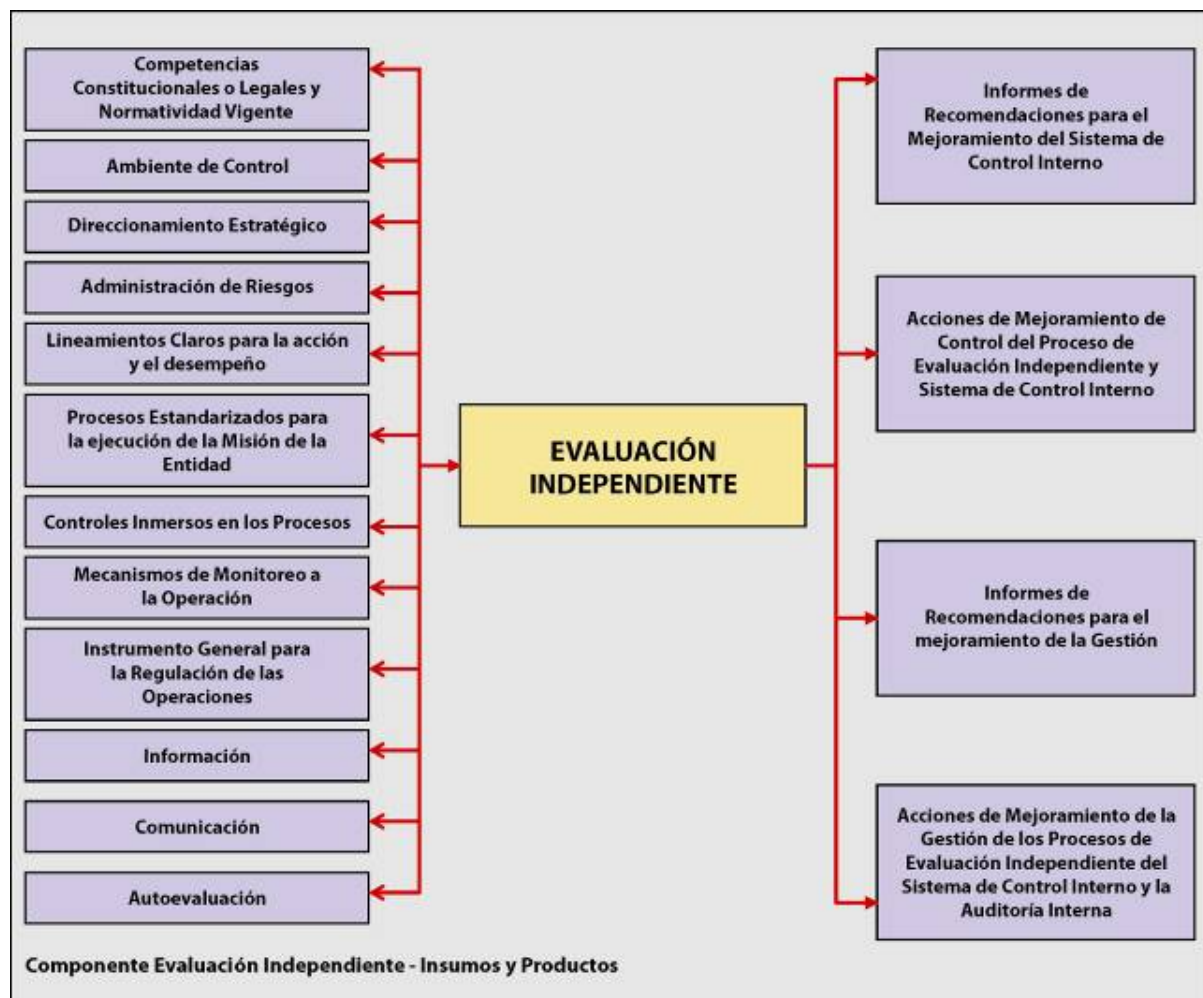 Competencias
Constitucionales o Legales y
Normatividad Vigente
Ambiente de Control
Direccionamiento Estratégico
Administración de Riesgos
Lineamientos Claros para la acción
y el desempeño
Procesos Estandarizados para
la ejecución de la Misión de la
Entidad
Controles Inmersos en los Procesos
Mecanismos de Monitoreo a
la Operación
Instrumento General para
la Regulación de las
Operaciones
Información
Comunicación
Autoevaluación
EVALUACIÓN
INDEPENDIENTE
Informes de
Recomendaciones para el
Mejoramiento del Sistema de
Control Interno
Acciones de Mejoramiento de
Control del Proceso de
Evaluación Independiente y
Sistema de Control Interno
Informes de
Recomendaciones para el
mejoramiento de la Gestión
Acciones de Mejoramiento de la
Gestión de los Procesos de
Evaluación Independiente del
Sistema de Control Interno y la
Auditoría Interna
Componente Evaluación Independiente - Insumos y Productos